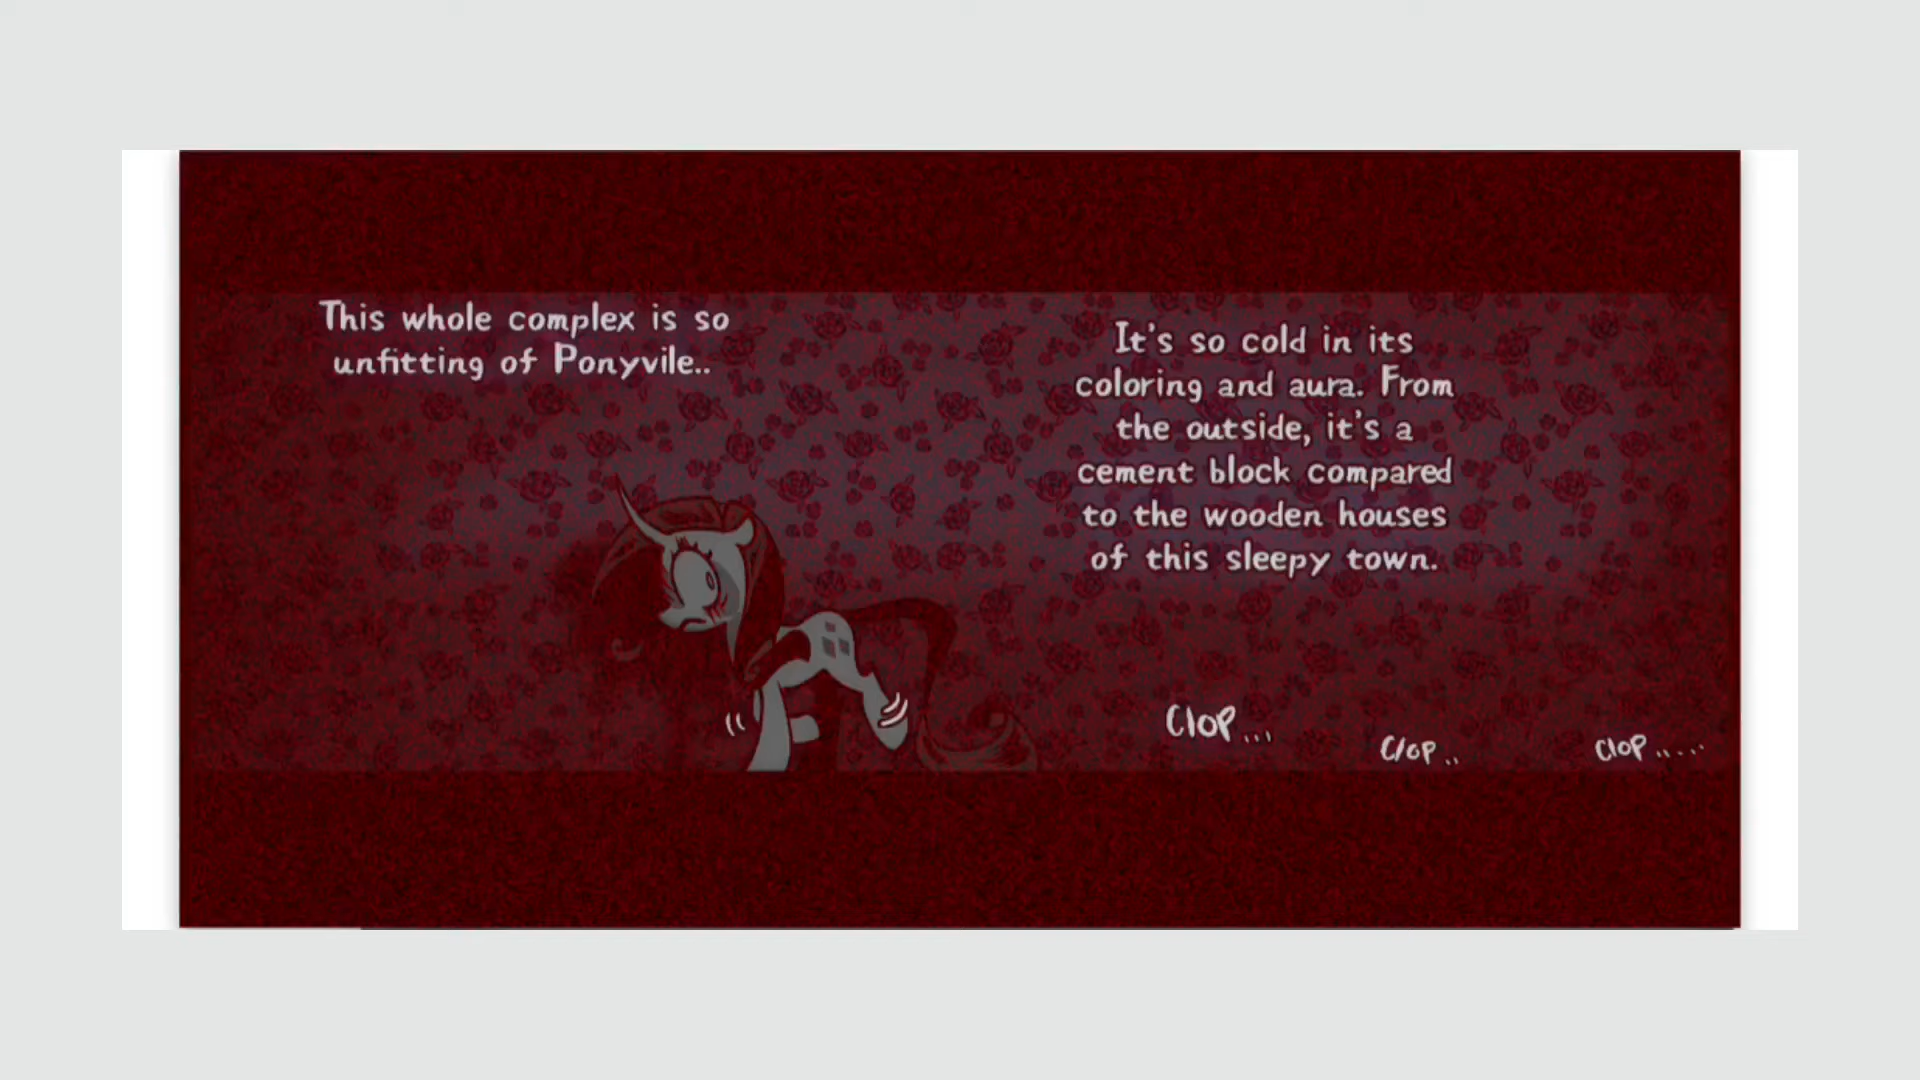 This whole complex is so
unfitting of Ponyvile..
It's so cold in its
coloring and aura. From
the outside, it's a
cement block compared
to the wooden houses
of this sleepy town.
Clop...
Clop..
Clop.....